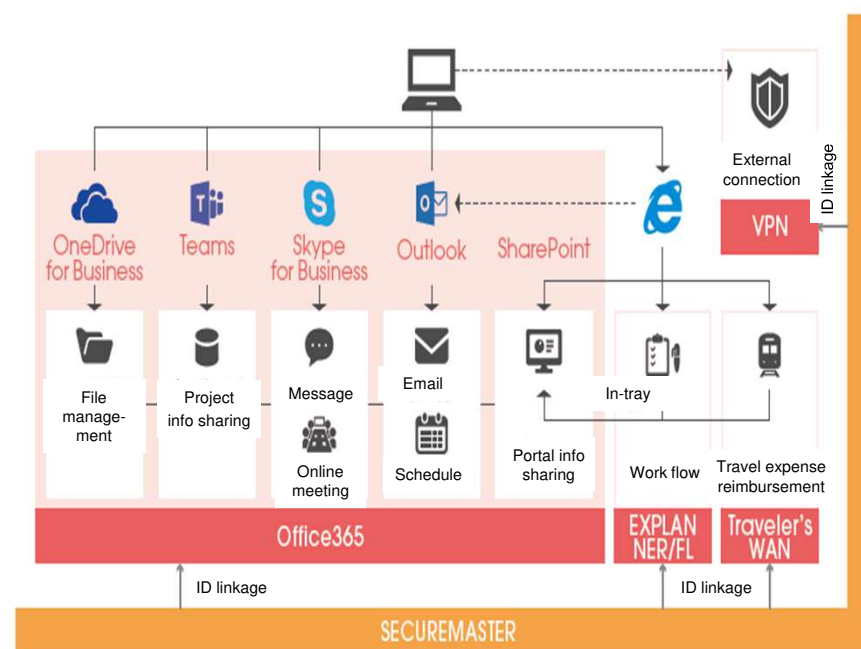 External
connection
ID linkage
VPN
OneDrive
for Business
Teams
Skype
for Business
Outlook
SharePoint
File
manage-
ment
Project
info sharing
Message
Online
meeting
Email
Schedule
Portal info
sharing
In-tray
Work flow
Travel expense
reimbursement
Office365
EXPLAN
NER/FL
Traveler's
WAN
ID linkage
ID linkage
SECUREMASTER